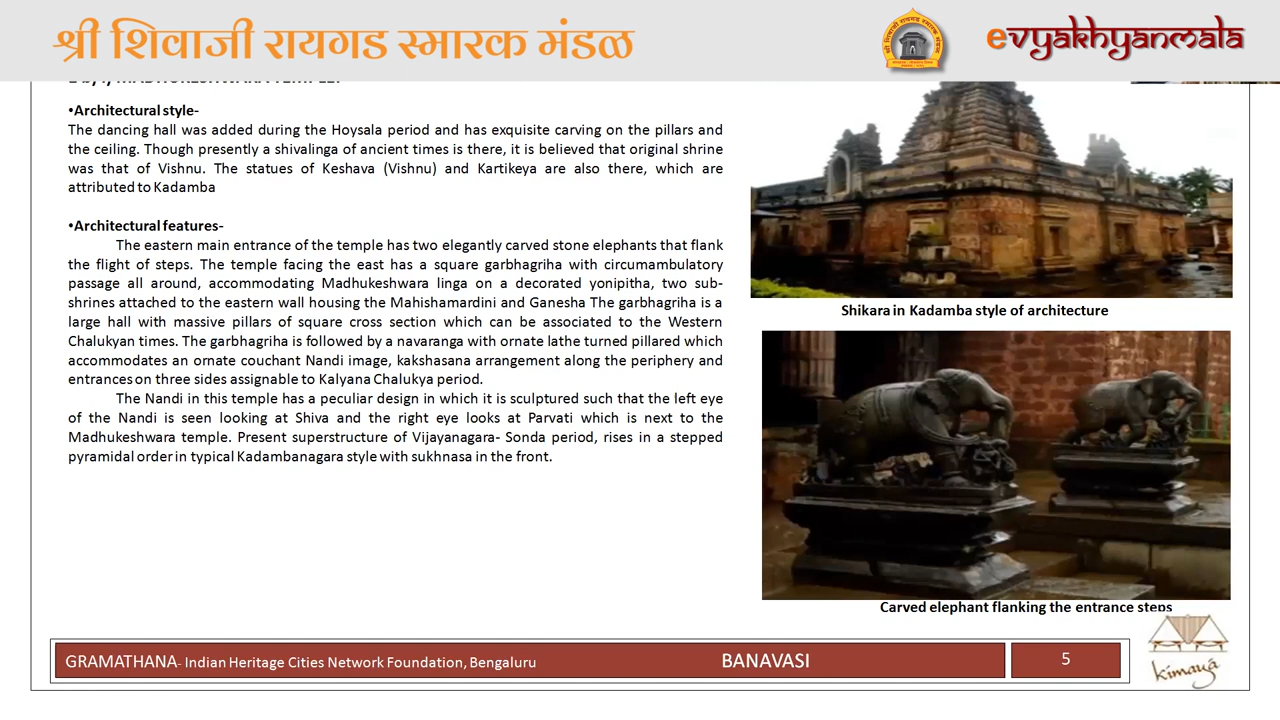 श्री शिवाजी रायगड स्मारक मंडळ
evyakhyanmala
•Architectural style-
The dancing hall was added during the Hoysala period and has exquisite carving on the pillars and
the ceiling. Though presently a shivalinga of ancient times is there, it is believed that original shrine
was that of Vishnu. The statues of Keshava (Vishnu) and Kartikeya are also there, which are
attributed to Kadamba
•Architectural features-
The eastern main entrance of the temple has two elegantly carved stone elephants that flank
the flight of steps. The temple facing the east has a square garbhagriha with circumambulatory
passage all around, accommodating Madhukeshwara linga on a decorated yonipitha, two sub-
shrines attached to the eastern wall housing the Mahishamardini and Ganesha The garbhagriha is a
large hall with massive pillars of square cross section which can be associated to the Western
Chalukyan times. The garbhagriha is followed by a navaranga with ornate lathe turned pillared which
accommodates an ornate couchant Nandi image, kakshasana arrangement along the periphery and
entrances on three sides assignable to Kalyana Chalukya period.
The Nandi in this temple has a peculiar design in which it is sculptured such that the left eye
of the Nandi is seen looking at Shiva and the right eye looks at Parvati which is next to the
Madhukeshwara temple. Present superstructure of Vijayanagara- Sonda period, rises in a stepped
pyramidal order in typical Kadambanagara style with sukhnasa in the front.
Shikara in Kadamba style of architecture
Carved elephant flanking the entrance steps
GRAMATHANA- Indian Heritage Cities Network Foundation, Bengaluru
BANAVASI
5
kimayá